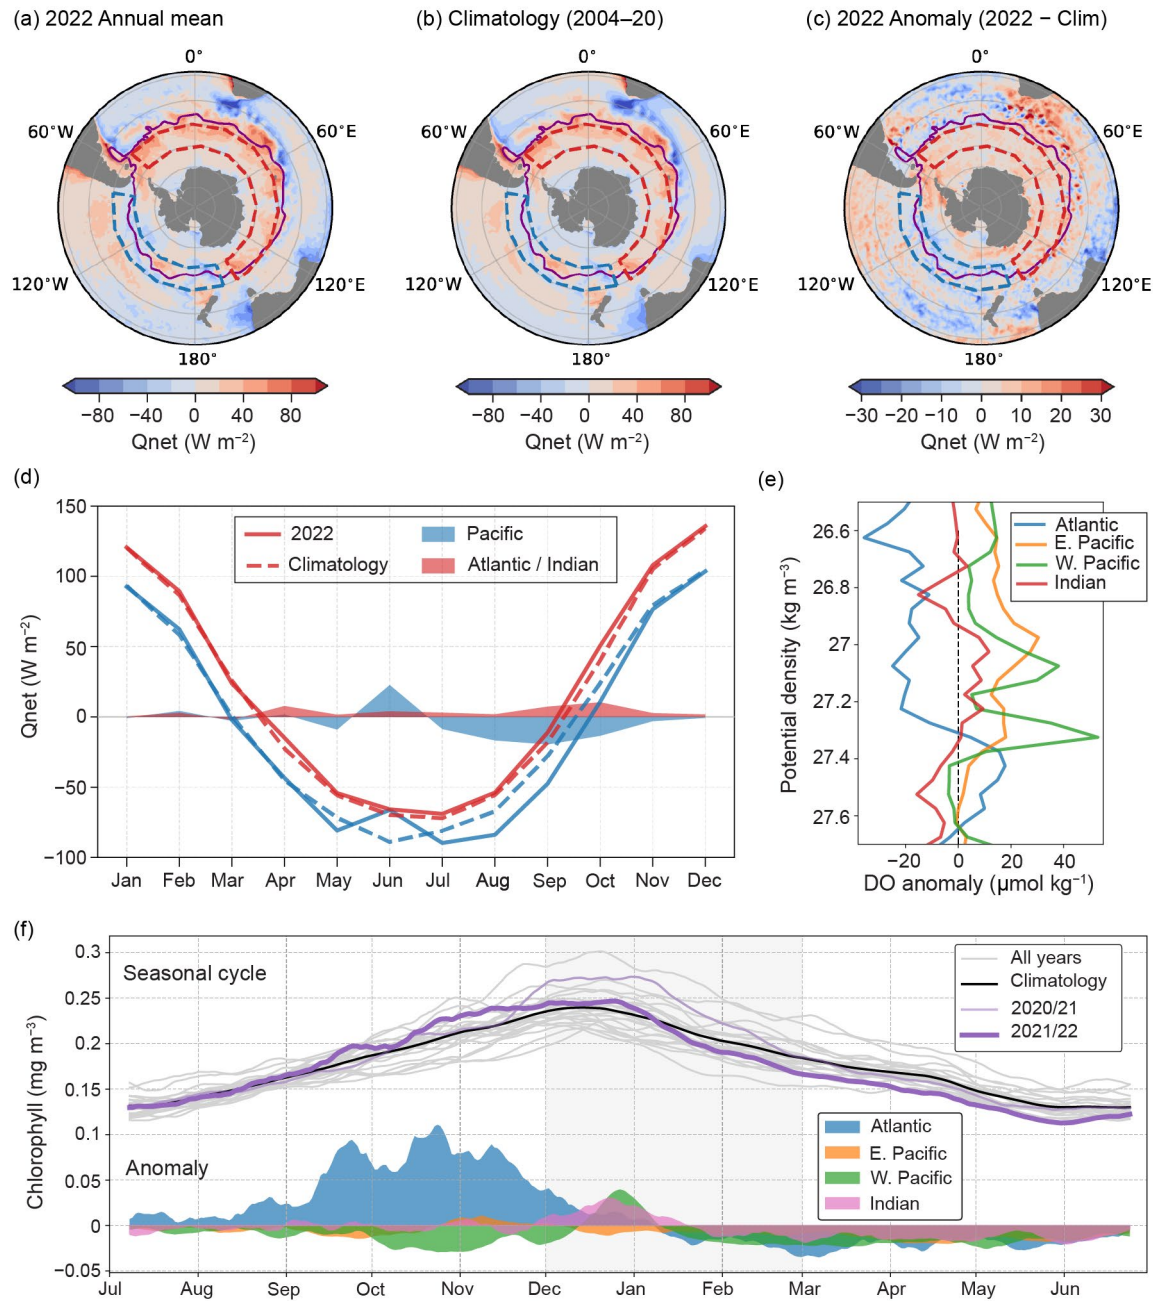 (a) 2022 Annual mean
(b) Climatology (2004–20)
(c) 2022 Anomaly (2022 − Clim)
0° 0° 0°
60°W 60°E 60°W 60°E 60°W 60°E
120°W 120°E 120°W 120°E 120°W 120°E
180° 180° 180°
−80 −40 0 40 80
−80 −40 0 40 80
−30 −20 −10 0 10 20 30
Qnet (W m⁻²)
Qnet (W m⁻²)
Qnet (W m⁻²)
(d)
150
100
50
0
−50
−100
Qnet (W m⁻²)
2022
Climatology
Pacific
Atlantic / Indian
Jan Feb Mar Apr May Jun Jul Aug Sep Oct Nov Dec
(e)
26.6
26.8
27
27.2
27.4
27.6
Potential density (kg m⁻³)
Atlantic
E. Pacific
W. Pacific
Indian
−20 0 20 40
DO anomaly (µmol kg⁻¹)
(f)
0.3
0.25
0.2
0.15
0.1
0.05
0
−0.05
Chlorophyll (mg m⁻³)
Seasonal cycle
All years
Climatology
2020/21
2021/22
Anomaly
Atlantic
E. Pacific
W. Pacific
Indian
Jul Aug Sep Oct Nov Dec Jan Feb Mar Apr May Jun